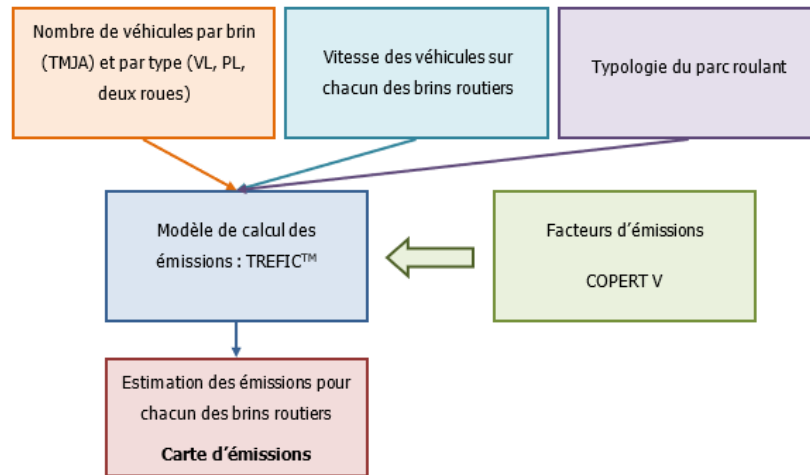 Nombre de véhicules par brin
(TMJA) et par type (VL, PL,
deux roues)
Vitesse des véhicules sur
chacun des brins routiers
Typologie du parc roulant
Modèle de calcul des
émissions : TREFIC™
Facteurs d’émissions
COPERT V
Estimation des émissions pour
chacun des brins routiers
Carte d’émissions